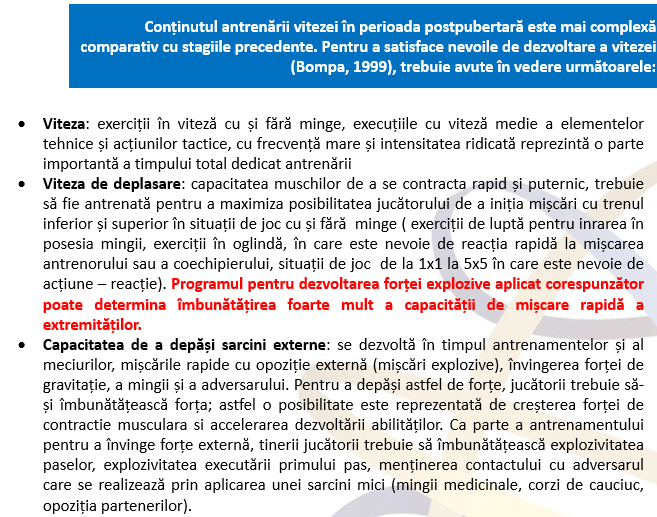 Conținutul antrenării vitezei în perioada postpubertară este mai complexă
comparativ cu stagiile precedente. Pentru a satisface nevoile de dezvoltare a vitezei
(Bompa, 1999), trebuie avute în vedere următoarele:
• Viteza: exerciții în viteză cu și fără minge, execuțiile cu viteză medie a elementelor
tehnice și acțiunilor tactice, cu frecvență mare și intensitatea ridicată reprezintă o parte
importantă a timpului total dedicat antrenării
• Viteza de deplasare: capacitatea muschilor de a se contracta rapid și puternic, trebuie
să fie antrenată pentru a maximiza posibilitatea jucătorului de a iniția mișcări cu trenul
inferior și superior în situații de joc cu și fără minge ( exerciții de luptă pentru inrarea în
posesia mingii, exerciții în oglindă, în care este nevoie de reacția rapidă la mișcarea
antrenorului sau a coechipierului, situații de joc de la 1x1 la 5x5 în care este nevoie de
acțiune – reacție). Programul pentru dezvoltarea forței explozive aplicat corespunzător
poate determina îmbunătățirea foarte mult a capacității de mișcare rapidă a
extremităților.
• Capacitatea de a depăși sarcini externe: se dezvoltă în timpul antrenamentelor și al
meciurilor, mișcările rapide cu opoziție externă (mișcări explozive), învingerea forței de
gravitație, a mingii și a adversarului. Pentru a depăși astfel de forțe, jucătorii trebuie să-
și îmbunătățească forța; astfel o posibilitate este reprezentată de creșterea forței de
contractie musculara si accelerarea dezvoltării abilităților. Ca parte a antrenamentului
pentru a învinge forțe externă, tinerii jucătorii trebuie să îmbunătățească explozivitatea
paselor, explozivitatea executării primului pas, menținerea contactului cu adversarul
care se realizează prin aplicarea unei sarcini mici (mingii medicinale, corzi de cauciuc,
opoziția partenerilor).